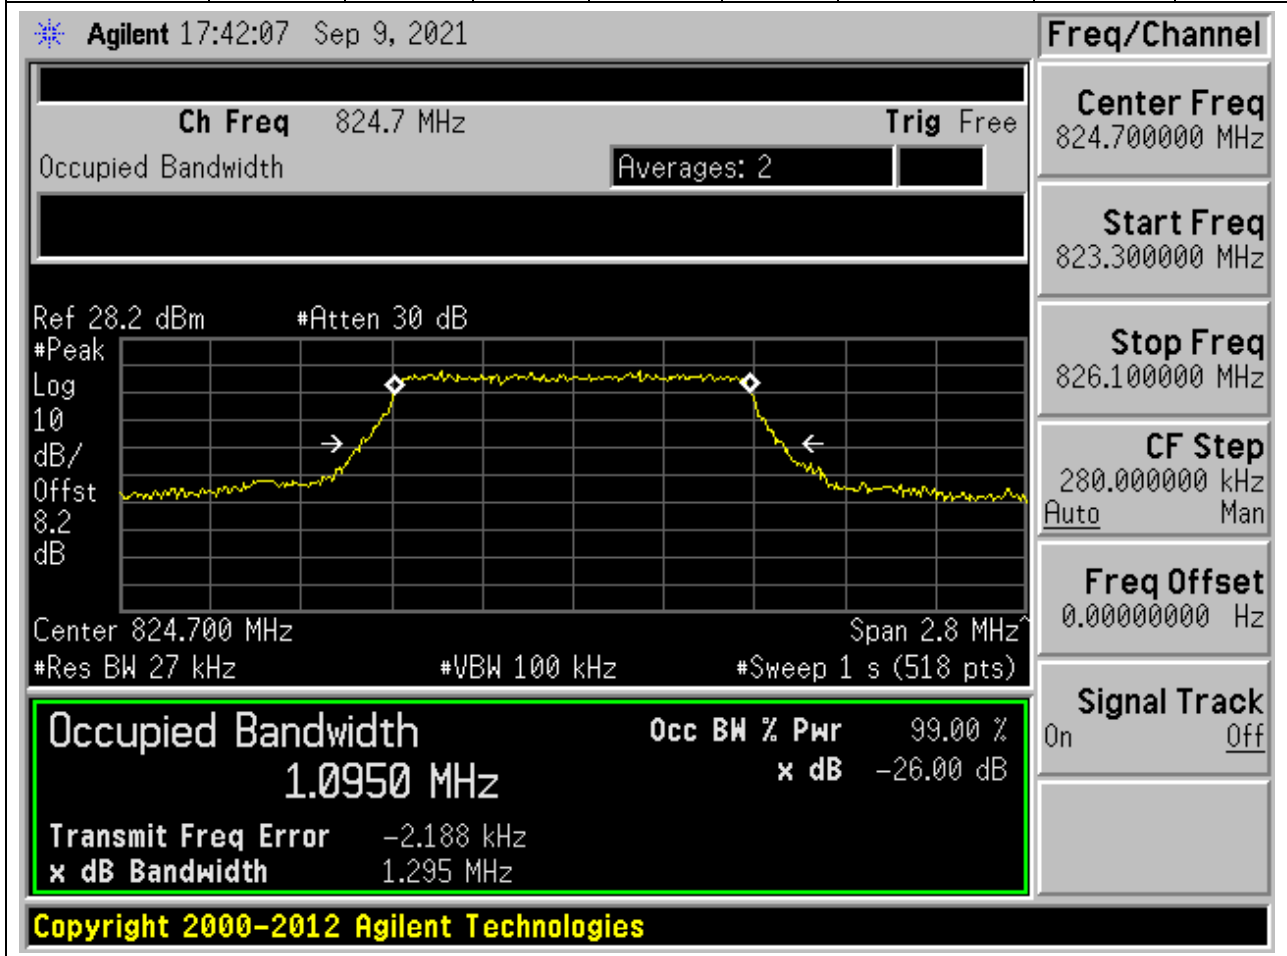 Agilent 17:42:07 Sep 9, 2021
Freq/Channel
Ch Freq 824.7 MHz
Trig Free
Occupied Bandwidth
Averages: 2
Center Freq
824.700000 MHz
Start Freq
823.300000 MHz
Stop Freq
826.100000 MHz
CF Step
280.000000 kHz
Auto Man
Freq Offset
0.00000000 Hz
Signal Track
On Off
Ref 28.2 dBm #Atten 30 dB
#Peak
Log
10
dB/
Offst
8.2
dB
Center 824.700 MHz Span 2.8 MHz^
#Res BW 27 kHz #VBW 100 kHz #Sweep 1 s (518 pts)
Occupied Bandwidth
1.0950 MHz
Occ BW % Pwr 99.00 %
x dB -26.00 dB
Transmit Freq Error -2.188 kHz
x dB Bandwidth 1.295 MHz
Copyright 2000-2012 Agilent Technologies